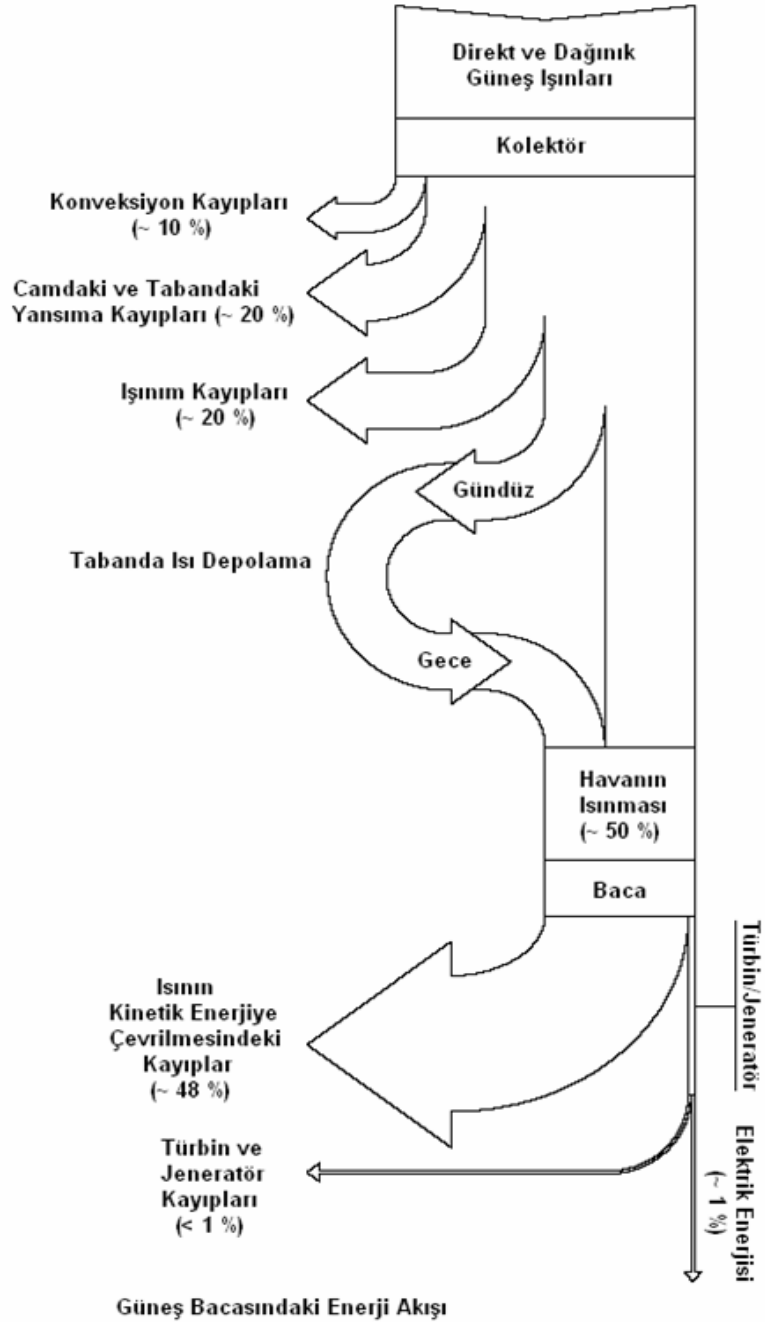 Direkt ve Dağınık
Güneş Işınları
Kolektör
Konveksiyon Kayıpları
(~ 10 %)
Camdaki ve Tabandaki
Yansıma Kayıpları (~ 20 %)
Işınım Kayıpları
(~ 20 %)
Gündüz
Tabanda Isı Depolama
Gece
Havanın
Isınması
(~ 50 %)
Baca
Türbin/Jeneratör
Isının
Kinetik Enerjiye
Çevrilmesindeki
Kayıplar
(~ 48 %)
Türbin ve
Jeneratör
Kayıpları
(< 1 %)
Elektrik Enerjisi
(~ 1 %)
Güneş Bacasındaki Enerji Akışı